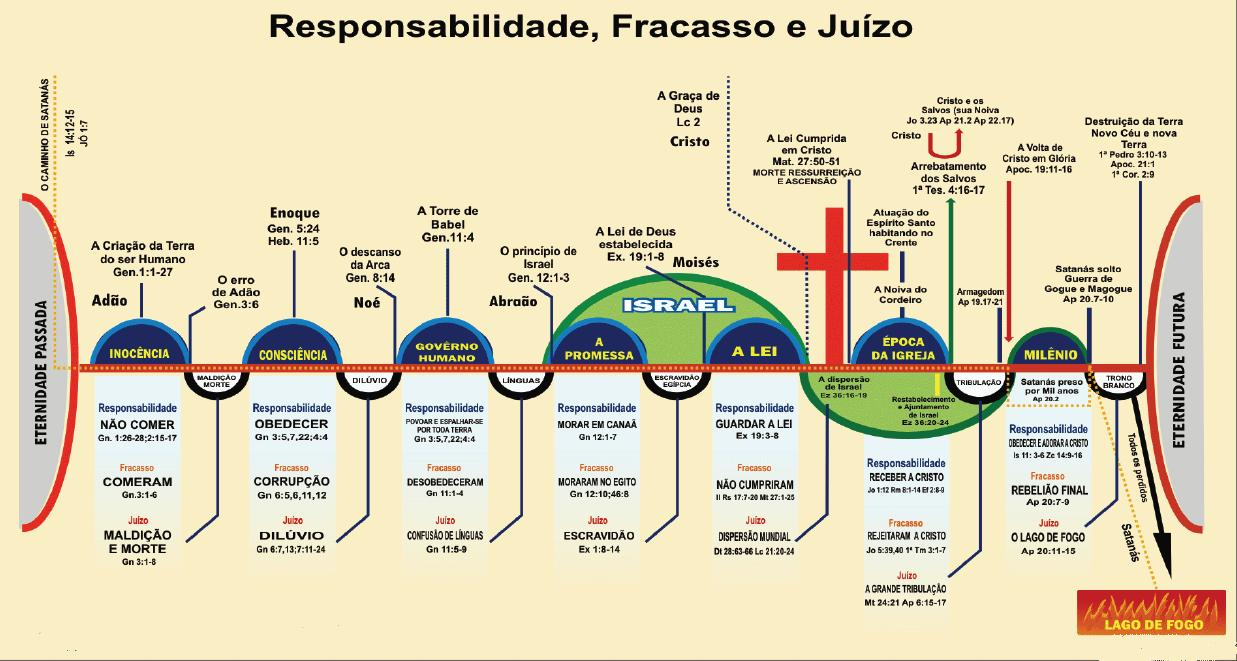 Responsabilidade, Fracasso e Juízo
O CAMINHO DE SATANÁS
Is 14:12-15
JÓ 1:7
ETERNIDADE PASSADA
A Criação da Terra
do ser Humano
Gen.1:1-27
Adão
O erro
de Adão
Gen.3:6
Enoque
Gen. 5:24
Heb. 11:5
O descanso
da Arca
Gen. 8:14
Noé
A Torre de
Babel
Gen.11:4
O princípio de
Israel
Gen. 12:1-3
Abraão
A Lei de Deus
estabelecida
Ex. 19:1-8
Moisés
A Graça de
Deus
Lc 2
Cristo
A Lei Cumprida
em Cristo
Mat. 27:50-51
MORTE RESSURREIÇÃO
E ASCENSÃO
Cristo e os
Salvos (sua Noiva
Jo 3.23 Ap 21.2 Ap 22.17)
Cristo
Arrebatamento
dos Salvos
1ª Tes. 4:16-17
Atuação do
Espírito Santo
habitando no
Crente
A Noiva do
Cordeiro
Armagedom
Ap 19.17-21
A Volta de
Cristo em Glória
Apoc. 19:11-16
Satanás solto
Guerra de
Gogue e Magogue
Ap 20.7-10
Destruição da Terra
Novo Céu e nova
Terra
1ª Pedro 3:10-13
Apoc. 21:1
1ª Cor. 2:9
ETERNIDADE FUTURA
ISRAEL
INOCÊNCIA
CONSCIÊNCIA
GOVÊRNO
HUMANO
A
PROMESSA
A LEI
ÉPOCA
DA IGREJA
MILÊNIO
MALDIÇÃO
MORTE
DILÚVIO
LÍNGUAS
ESCRAVIDÃO
EGÍPCIA
A dispersão
de Israel
Ez 36:16-19
Restabelecimento
e Ajuntamento
de Israel
Ez 36:20-24
TRIBULAÇÃO
Satanás preso
por Mil anos
Ap 20.2
TRONO
BRANCO
Responsabilidade
NÃO COMER
Gn. 1:26-28;2:15-17
Fracasso
COMERAM
Gn.3:1-6
Juízo
MALDIÇÃO
E MORTE
Gn 3:1-8
Responsabilidade
OBEDECER
Gn 3:5,7,22;4:4
Fracasso
CORRUPÇÃO
Gn 6:5,6,11,12
Juízo
DILÚVIO
Gn 6:7,13;7:11-24
Responsabilidade
POVOAR E ESPALHAR-SE
POR TODA TERRA
Gn 3:5,7,22;4:4
Fracasso
DESOBEDECERAM
Gn 11:1-4
Juízo
CONFUSÃO DE LÍNGUAS
Gn 11:5-9
Responsabilidade
MORAR EM CANAÃ
Gn 12:1-7
Fracasso
MORARAM NO EGITO
Gn 12:10;46:8
Juízo
ESCRAVIDÃO
Ex 1:8-14
Responsabilidade
GUARDAR A LEI
Ex 19:3-8
Fracasso
NÃO CUMPRIRAM
II Rs 17:7-20 Mt 27:1-25
Juízo
DISPERSÃO MUNDIAL
Dt 28:63-66 Lc 21:20-24
Responsabilidade
RECEBER A CRISTO
Jo 1:12 Rm 8:1-14 Ef 2:8-9
Fracasso
REJEITARAM A CRISTO
Jo 5:39,40 1ª Tm 3:1-7
Juízo
A GRANDE TRIBULAÇÃO
Mt 24:21 Ap 6:15-17
Responsabilidade
OBEDECER E ADORAR A CRISTO
Is 11: 3-6 Zc 14:9-16
Fracasso
REBELIÃO FINAL
Ap 20:7-9
Juízo
O LAGO DE FOGO
Ap 20:11-15
Todos os perdidos
Satanás
LAGO DE FOGO